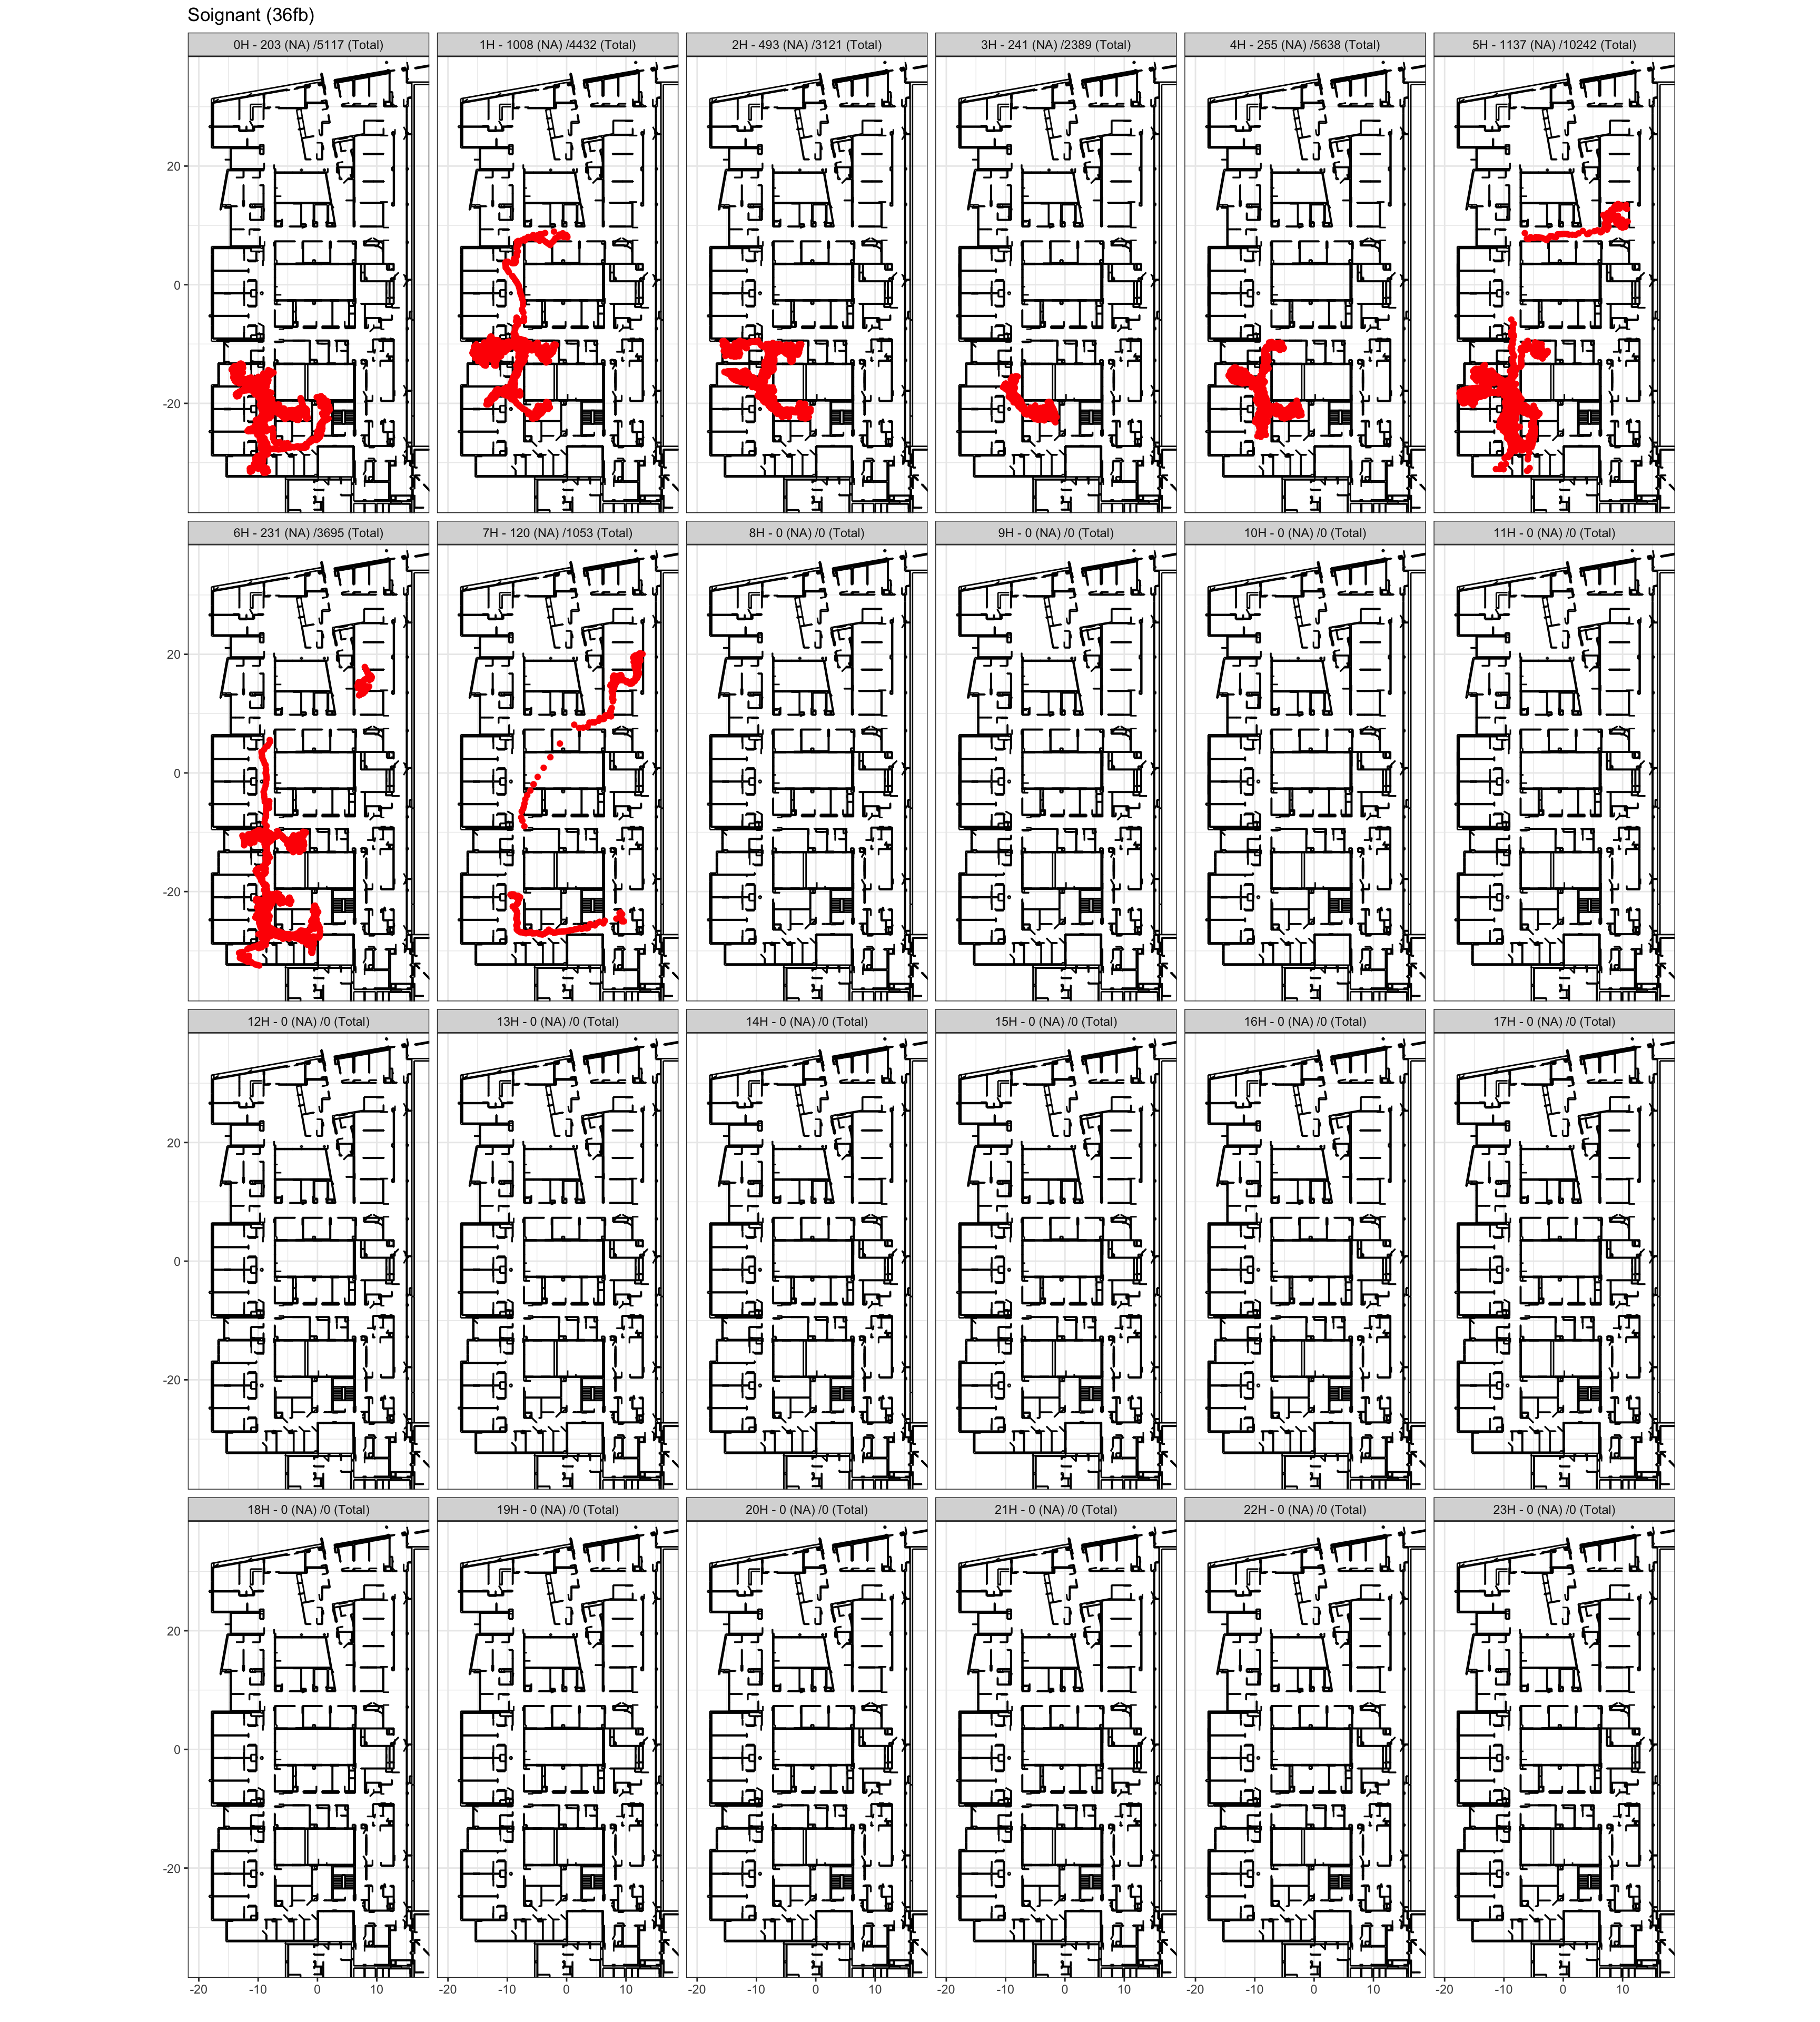 Soignant (36fb)
0H - 203 (NA) /5117 (Total) 1H - 1008 (NA) /4432 (Total) 2H - 493 (NA) /3121 (Total) 3H - 241 (NA) /2389 (Total) 4H - 255 (NA) /5638 (Total) 5H - 1137 (NA) /10242 (Total)
20
0
-20
6H - 231 (NA) /3695 (Total) 7H - 120 (NA) /1053 (Total) 8H - 0 (NA) /0 (Total) 9H - 0 (NA) /0 (Total) 10H - 0 (NA) /0 (Total) 11H - 0 (NA) /0 (Total)
20
0
-20
12H - 0 (NA) /0 (Total) 13H - 0 (NA) /0 (Total) 14H - 0 (NA) /0 (Total) 15H - 0 (NA) /0 (Total) 16H - 0 (NA) /0 (Total) 17H - 0 (NA) /0 (Total)
20
0
-20
18H - 0 (NA) /0 (Total) 19H - 0 (NA) /0 (Total) 20H - 0 (NA) /0 (Total) 21H - 0 (NA) /0 (Total) 22H - 0 (NA) /0 (Total) 23H - 0 (NA) /0 (Total)
20
0
-20
-20 -10 0 10 -20 -10 0 10 -20 -10 0 10 -20 -10 0 10 -20 -10 0 10 -20 -10 0 10